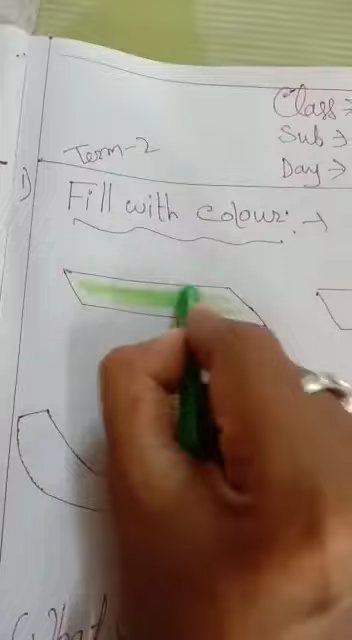 Class →
Sub →
Day →
Term-2
1)
Fill with colour: →